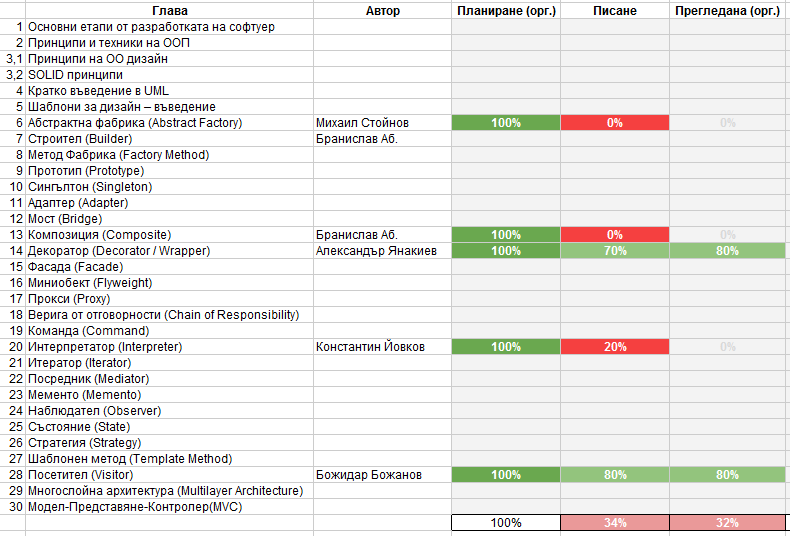 Глава Автор Планиране (орг.) Писане Прегледана (орг.)
1 Основни етапи от разработката на софтуер
2 Принципи и техники на ООП
3,1 Принципи на ОО дизайн
3,2 SOLID принципи
4 Кратко въведение в UML
5 Шаблони за дизайн – въведение
6 Абстрактна фабрика (Abstract Factory) Михаил Стойнов 100% 0% 0%
7 Строител (Builder) Бранислав Аб.
8 Метод Фабрика (Factory Method)
9 Прототип (Prototype)
10 Сингълтон (Singleton)
11 Адаптер (Adapter)
12 Мост (Bridge)
13 Композиция (Composite) Бранислав Аб. 100% 0% 0%
14 Декоратор (Decorator / Wrapper) Александър Янакиев 100% 70% 80%
15 Фасада (Facade)
16 Миниобект (Flyweight)
17 Прокси (Proxy)
18 Верига от отговорности (Chain of Responsibility)
19 Команда (Command)
20 Интерпретатор (Interpreter) Константин Йовков 100% 20% 0%
21 Итератор (Iterator)
22 Посредник (Mediator)
23 Мементо (Memento)
24 Наблюдател (Observer)
25 Състояние (State)
26 Стратегия (Strategy)
27 Шаблонен метод (Template Method)
28 Посетител (Visitor) Божидар Божанов 100% 80% 80%
29 Многослойна архитектура (Multilayer Architecture)
30 Модел-Представяне-Контролер(MVC)
100% 34% 32%